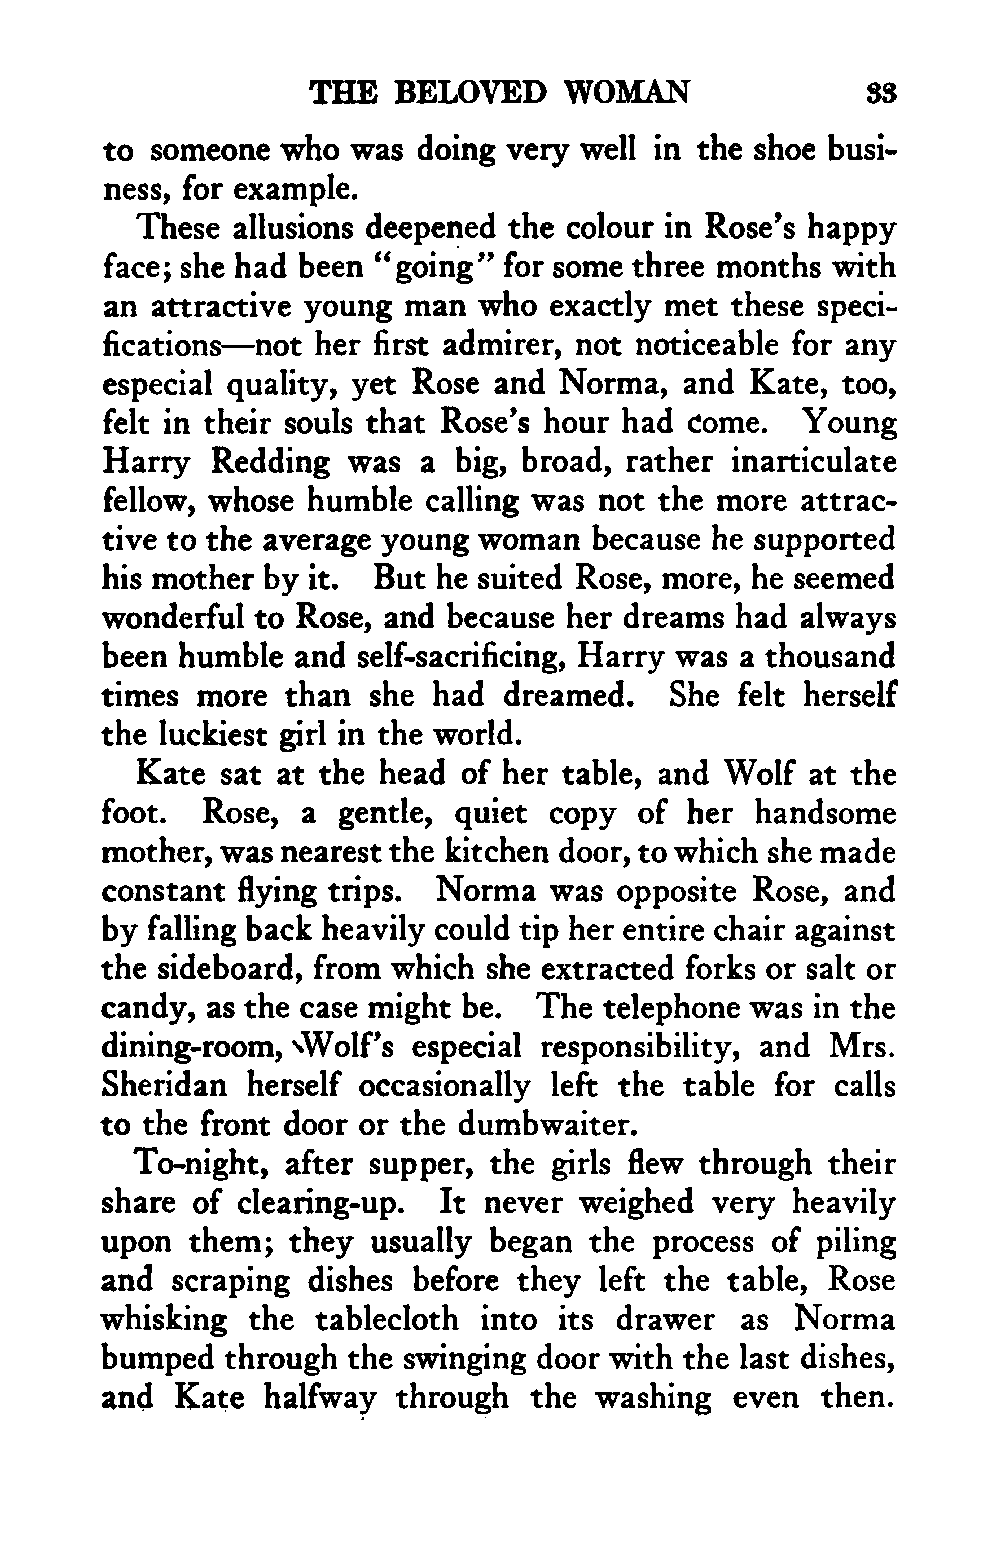 THE BELOVED WOMAN 33
to someone who was doing very well in the shoe busi-
ness, for example.
These allusions deepened the colour in Rose's happy
face; she had been "going" for some three months with
an attractive young man who exactly met these speci-
fications—not her first admirer, not noticeable for any
especial quality, yet Rose and Norma, and Kate, too,
felt in their souls that Rose's hour had come. Young
Harry Redding was a big, broad, rather inarticulate
fellow, whose humble calling was not the more attrac-
tive to the average young woman because he supported
his mother by it. But he suited Rose, more, he seemed
wonderful to Rose, and because her dreams had always
been humble and self-sacrificing, Harry was a thousand
times more than she had dreamed. She felt herself
the luckiest girl in the world.
Kate sat at the head of her table, and Wolf at the
foot. Rose, a gentle, quiet copy of her handsome
mother, was nearest the kitchen door, to which she made
constant flying trips. Norma was opposite Rose, and
by falling back heavily could tip her entire chair against
the sideboard, from which she extracted forks or salt or
candy, as the case might be. The telephone was in the
dining-room, Wolf's especial responsibility, and Mrs.
Sheridan herself occasionally left the table for calls
to the front door or the dumbwaiter.
To-night, after supper, the girls flew through their
share of clearing-up. It never weighed very heavily
upon them; they usually began the process of piling
and scraping dishes before they left the table, Rose
whisking the tablecloth into its drawer as Norma
bumped through the swinging door with the last dishes,
and Kate halfway through the washing even then.